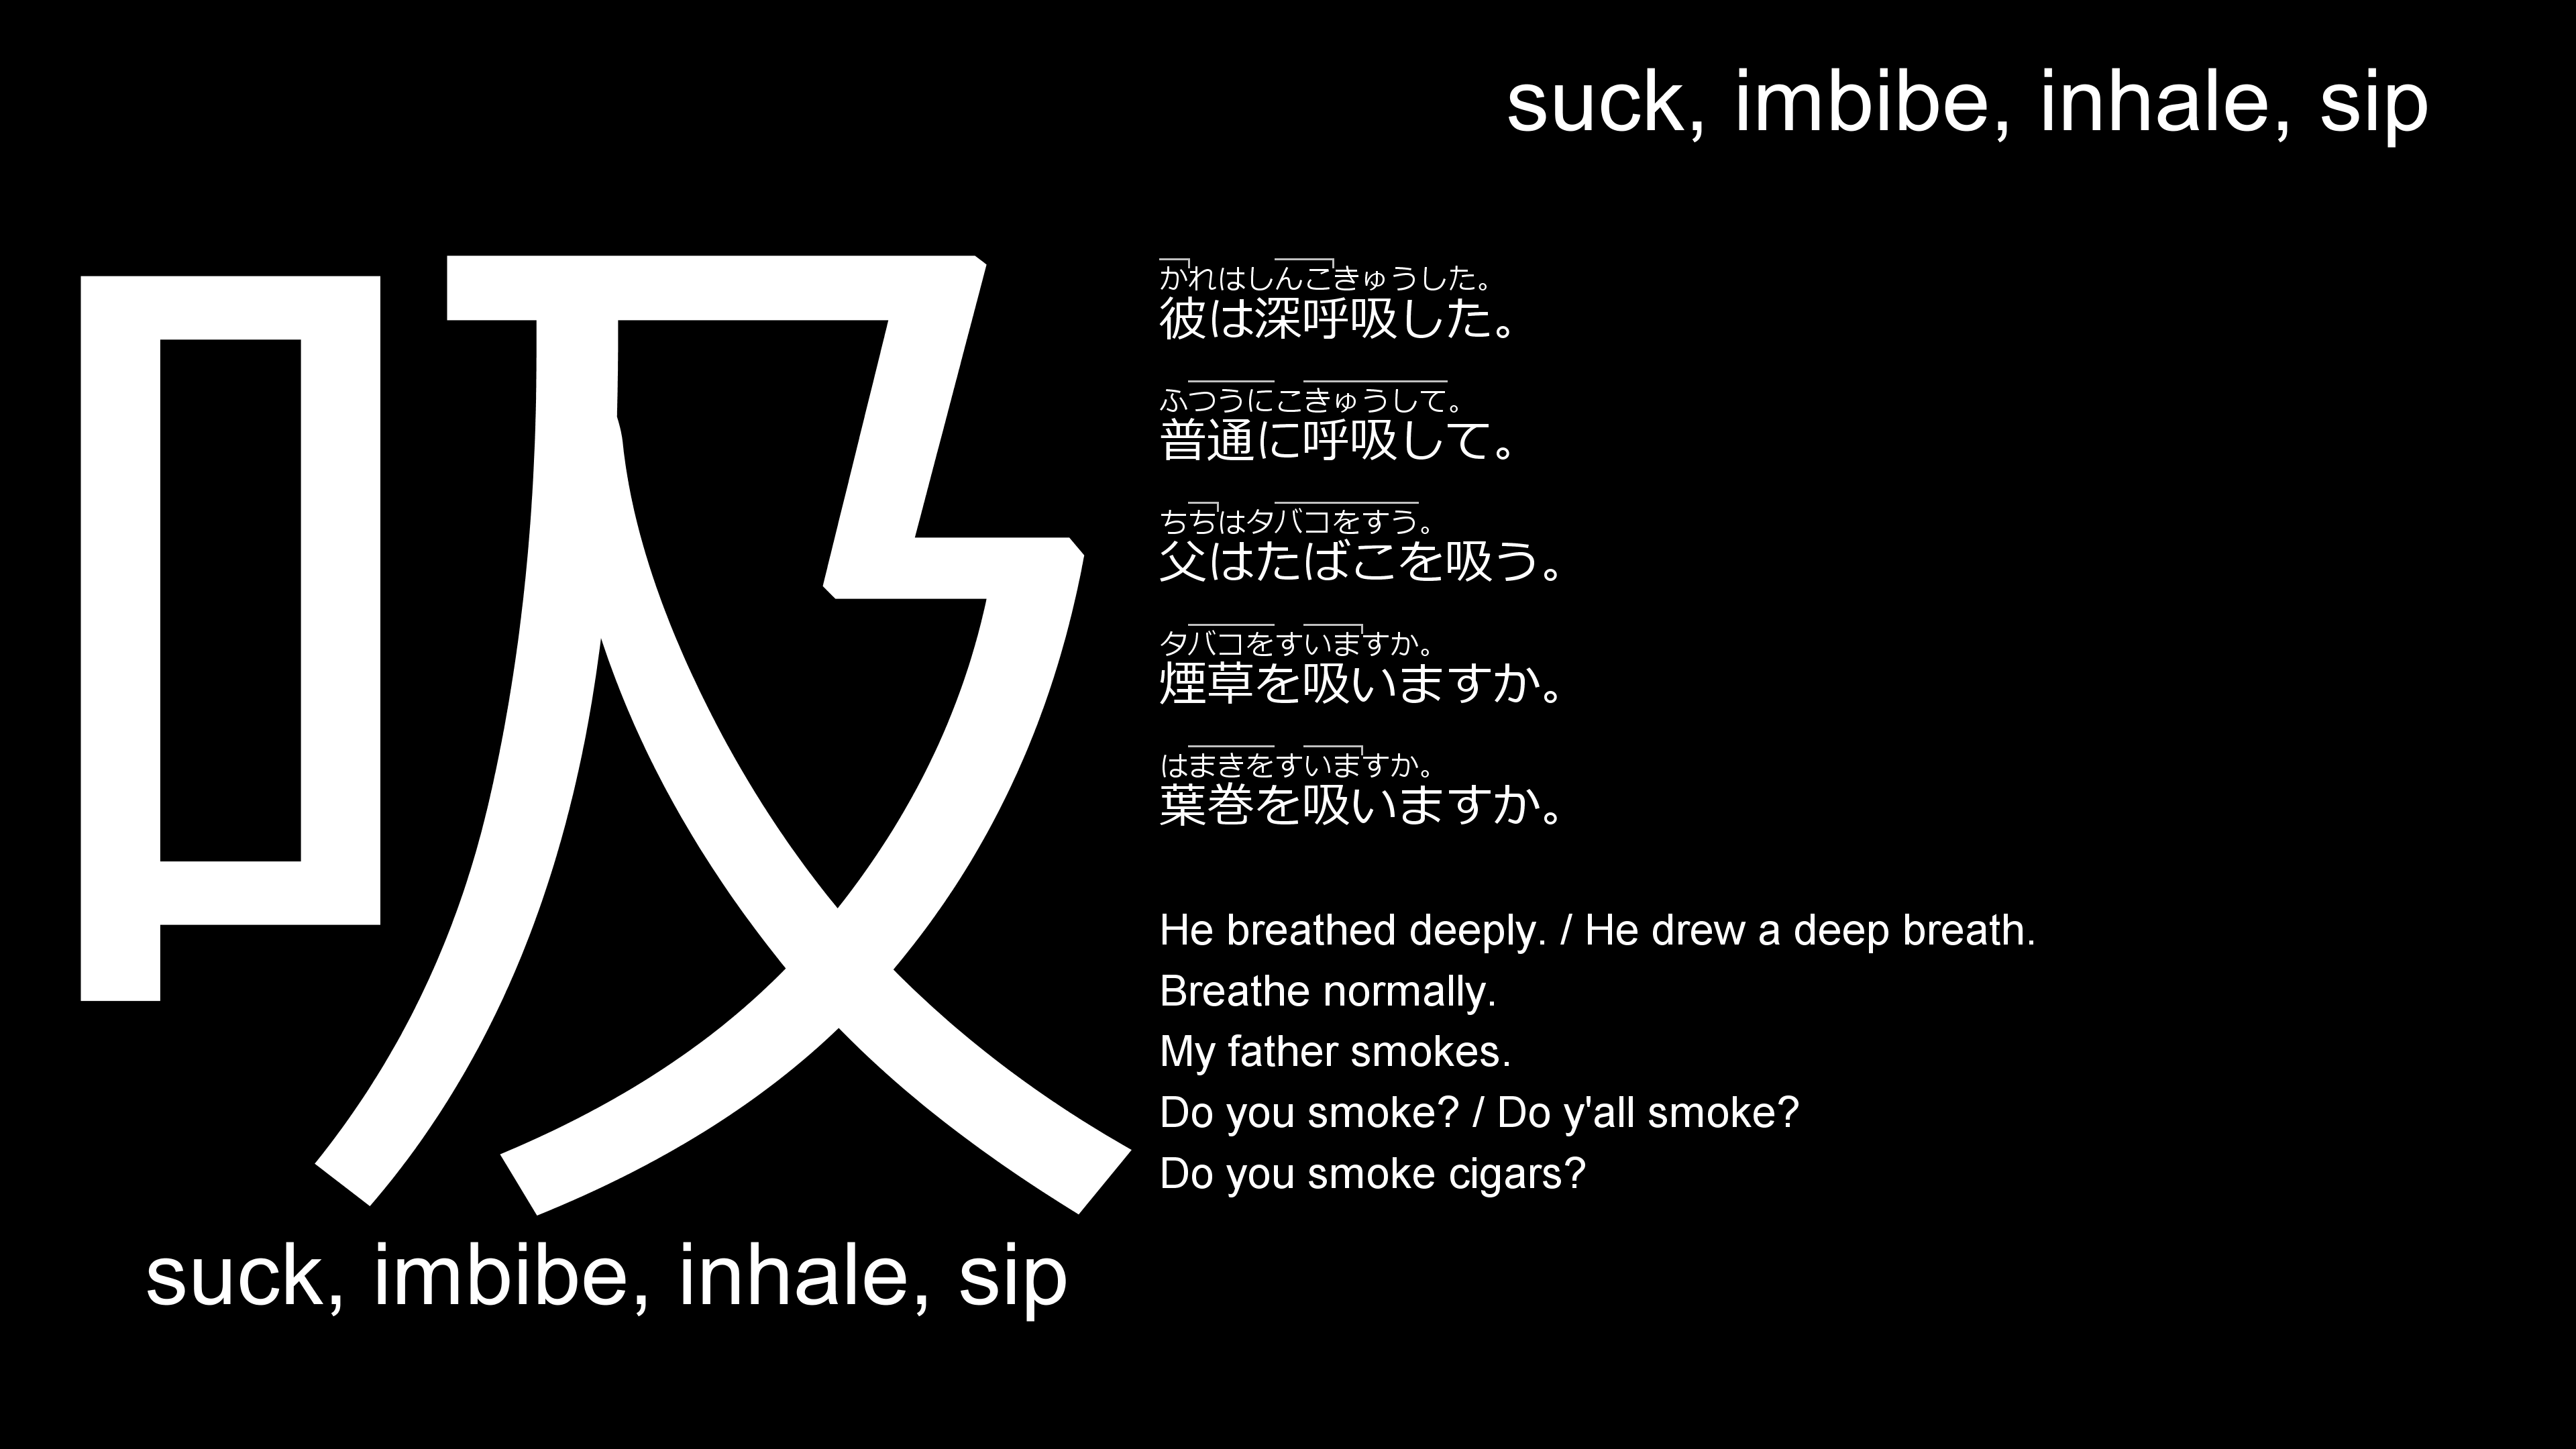 suck, imbibe, inhale, sip
吸
suck, imbibe, inhale, sip
かれはしんこきゅうした。
彼は深呼吸した。
ふつうにこきゅうして。
普通に呼吸して。
ちちはタバコをすう。
父はたばこを吸う。
タバコをすいますか。
煙草を吸いますか。
はまきをすいますか。
葉巻を吸いますか。
He breathed deeply. / He drew a deep breath.
Breathe normally.
My father smokes.
Do you smoke? / Do y'all smoke?
Do you smoke cigars?